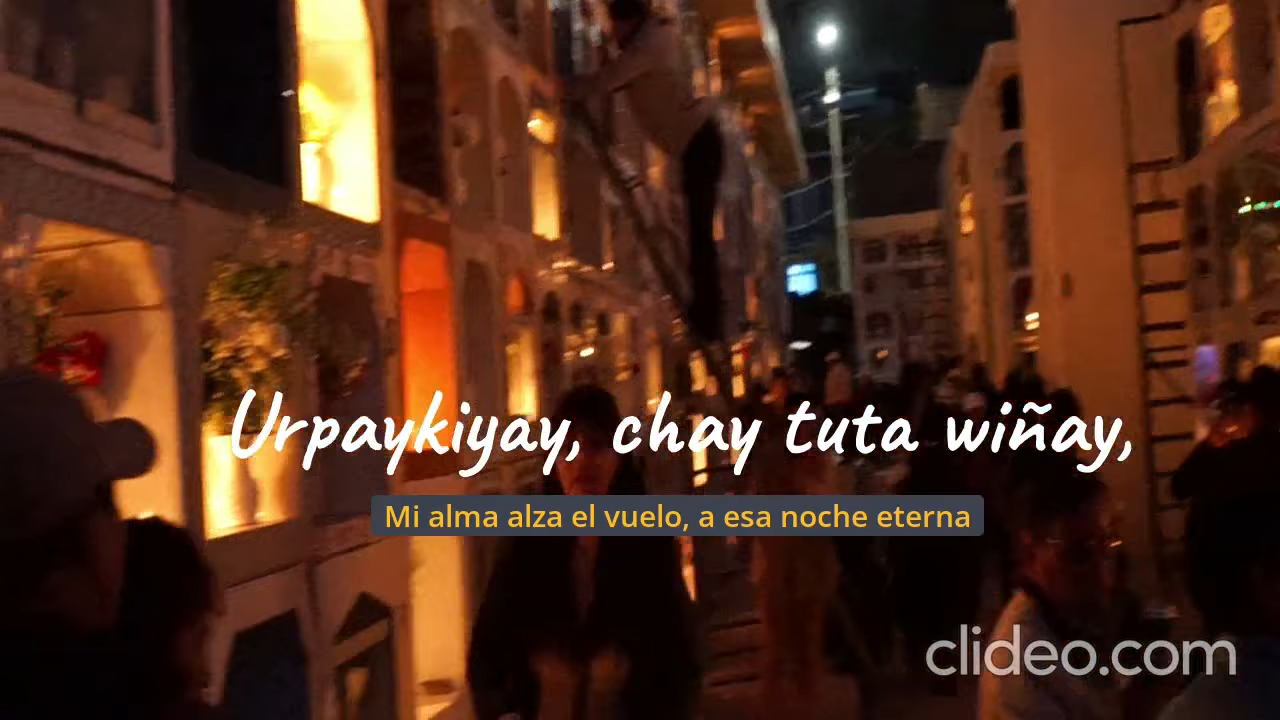 Urpaykiyay, chay tuta wiñay,
Mi alma alza el vuelo, a esa noche eterna
clideo.com